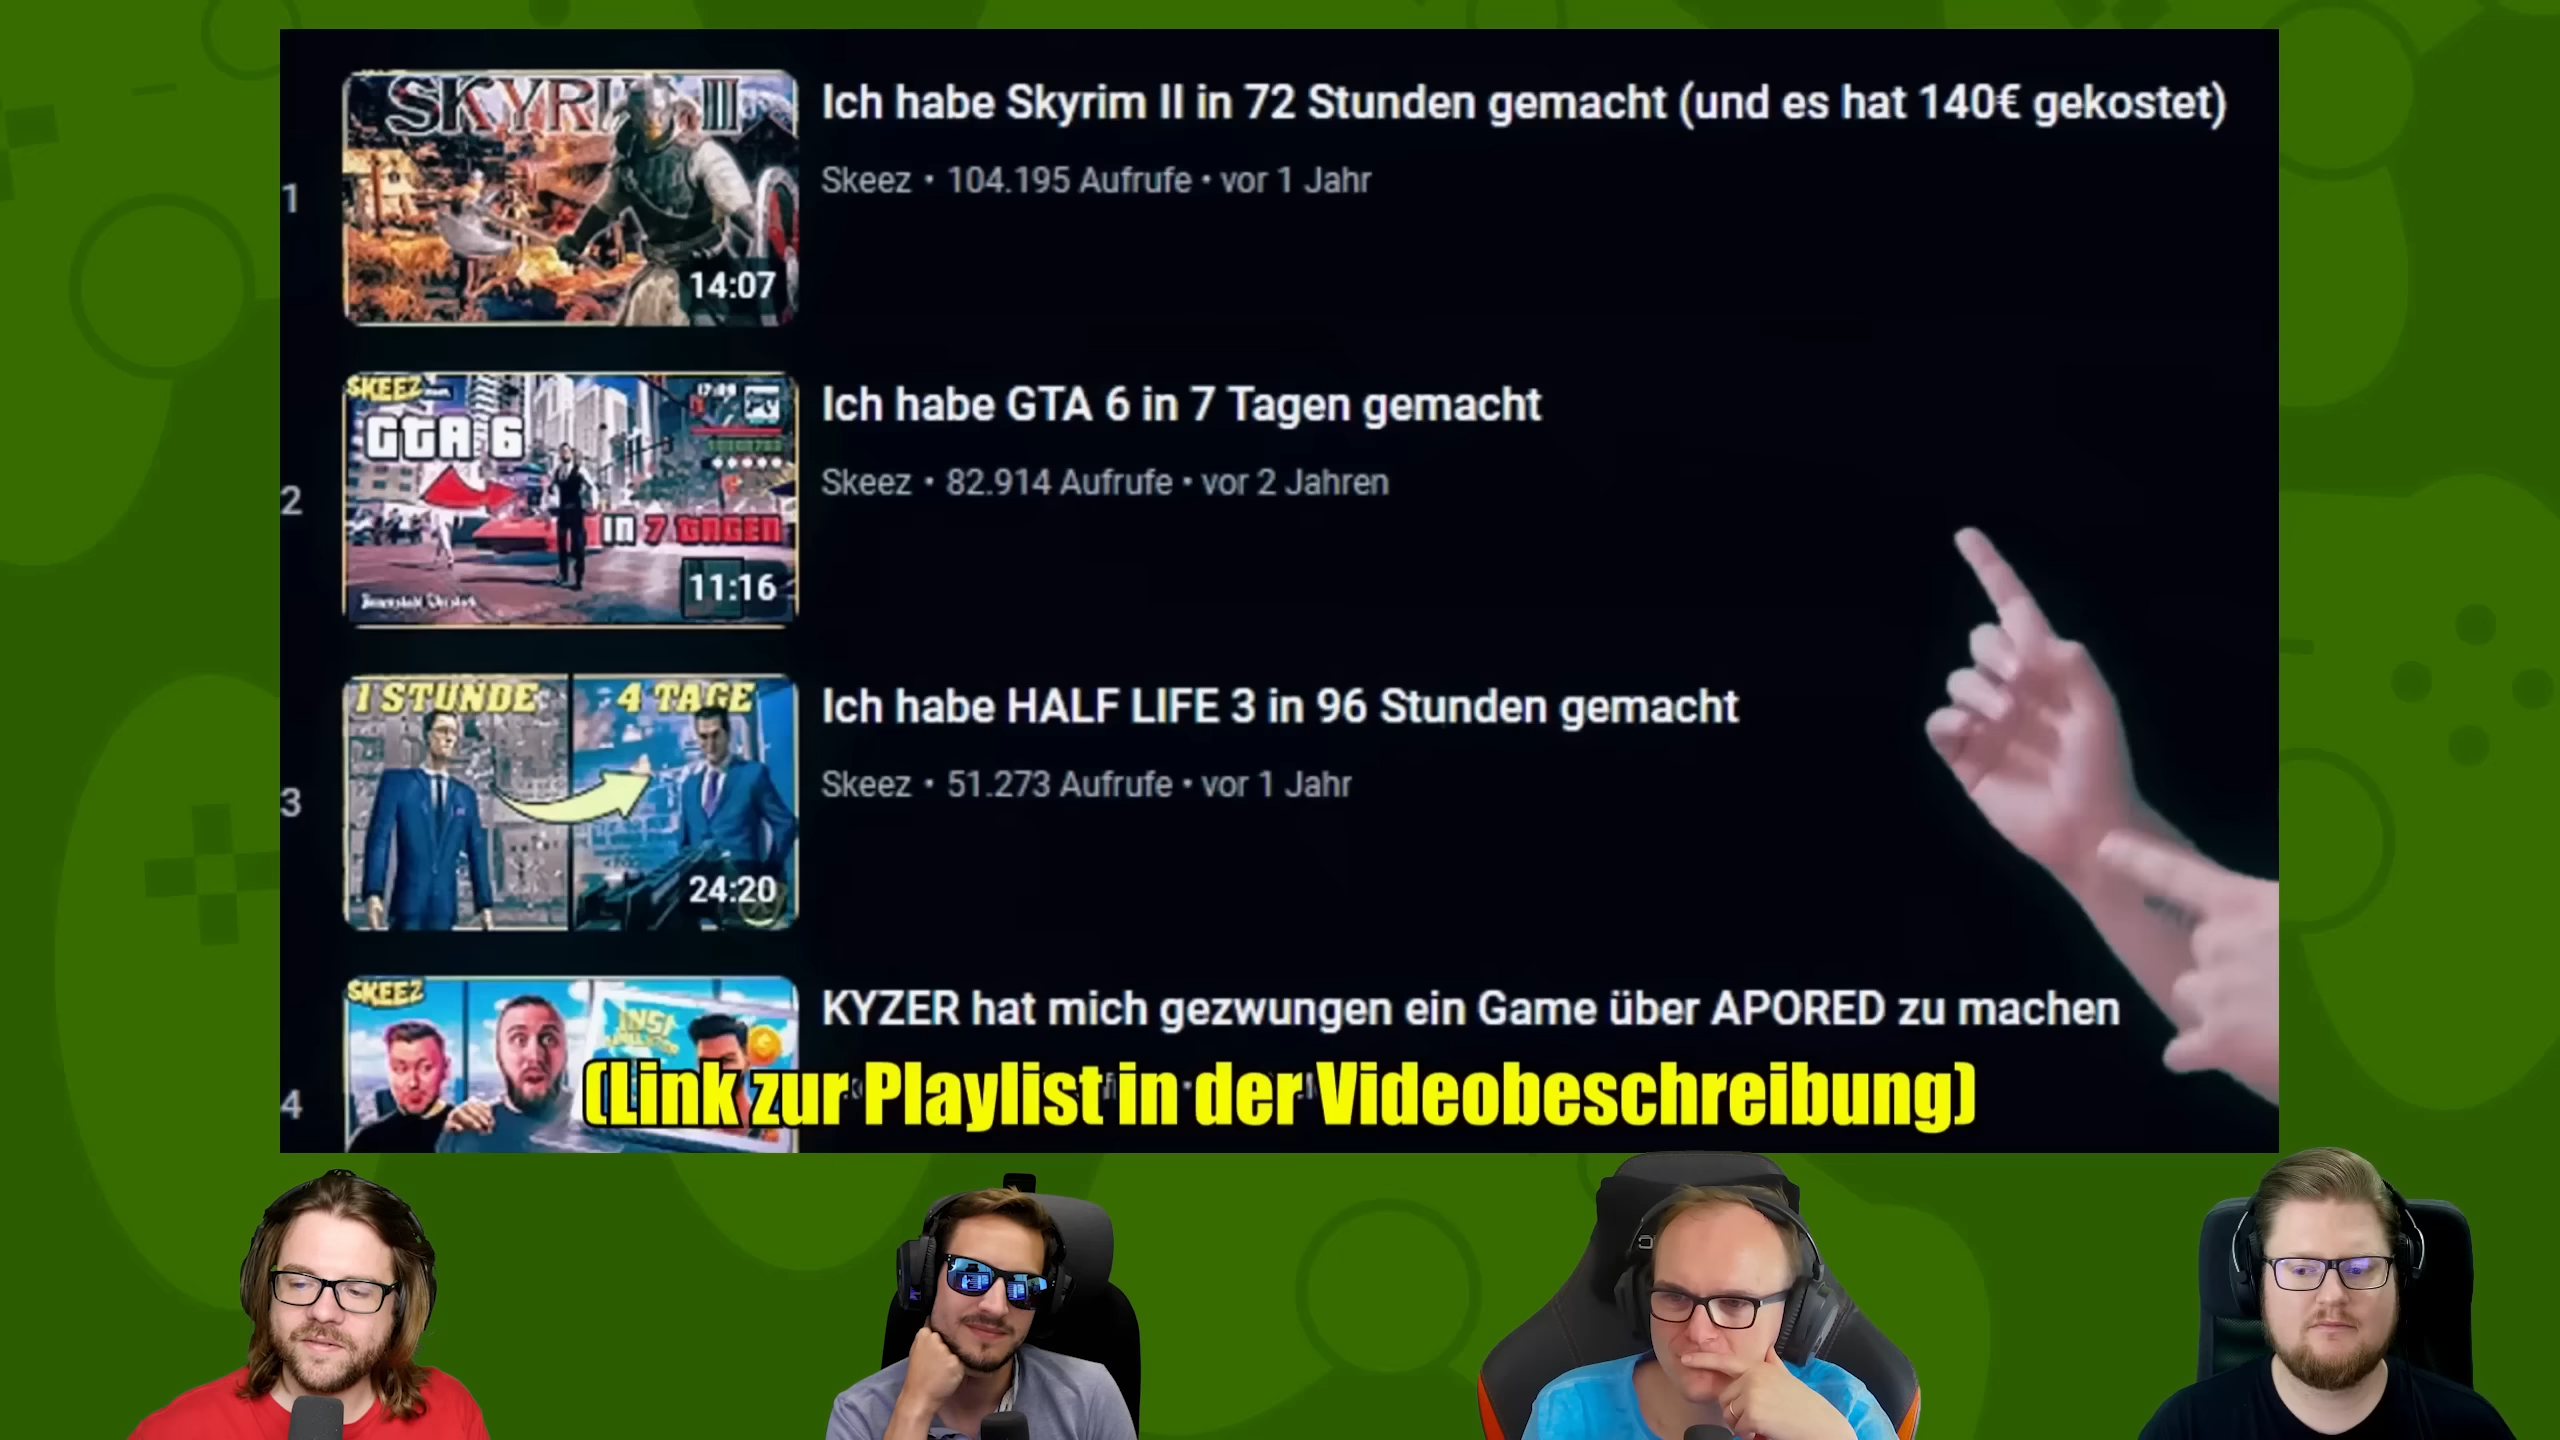 SKYRIM II
14:07
1
Ich habe Skyrim II in 72 Stunden gemacht (und es hat 140€ gekostet)
Skeez • 104.195 Aufrufe • vor 1 Jahr
SKEEZ
GTA 6
IN 7 TAGEN
11:16
2
Ich habe GTA 6 in 7 Tagen gemacht
Skeez • 82.914 Aufrufe • vor 2 Jahren
1 STUNDE
4 TAGE
24:20
3
Ich habe HALF LIFE 3 in 96 Stunden gemacht
Skeez • 51.273 Aufrufe • vor 1 Jahr
SKEEZ
4
KYZER hat mich gezwungen ein Game über APORED zu machen
(Link zur Playlist in der Videobeschreibung)